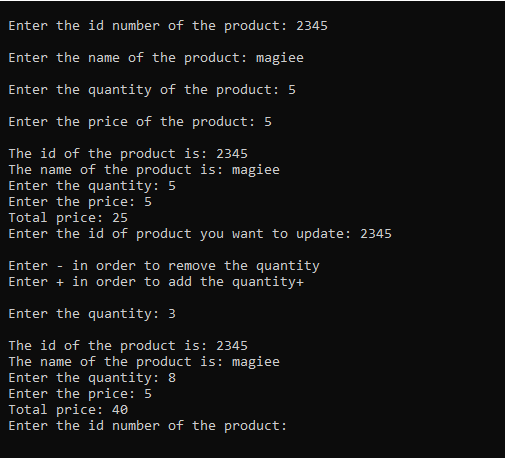 Enter the id number of the product: 2345
Enter the name of the product: magiee
Enter the quantity of the product: 5
Enter the price of the product: 5
The id of the product is: 2345
The name of the product is: magiee
Enter the quantity: 5
Enter the price: 5
Total price: 25
Enter the id of product you want to update: 2345
Enter - in order to remove the quantity
Enter + in order to add the quantity+
Enter the quantity: 3
The id of the product is: 2345
The name of the product is: magiee
Enter the quantity: 8
Enter the price: 5
Total price: 40
Enter the id number of the product: